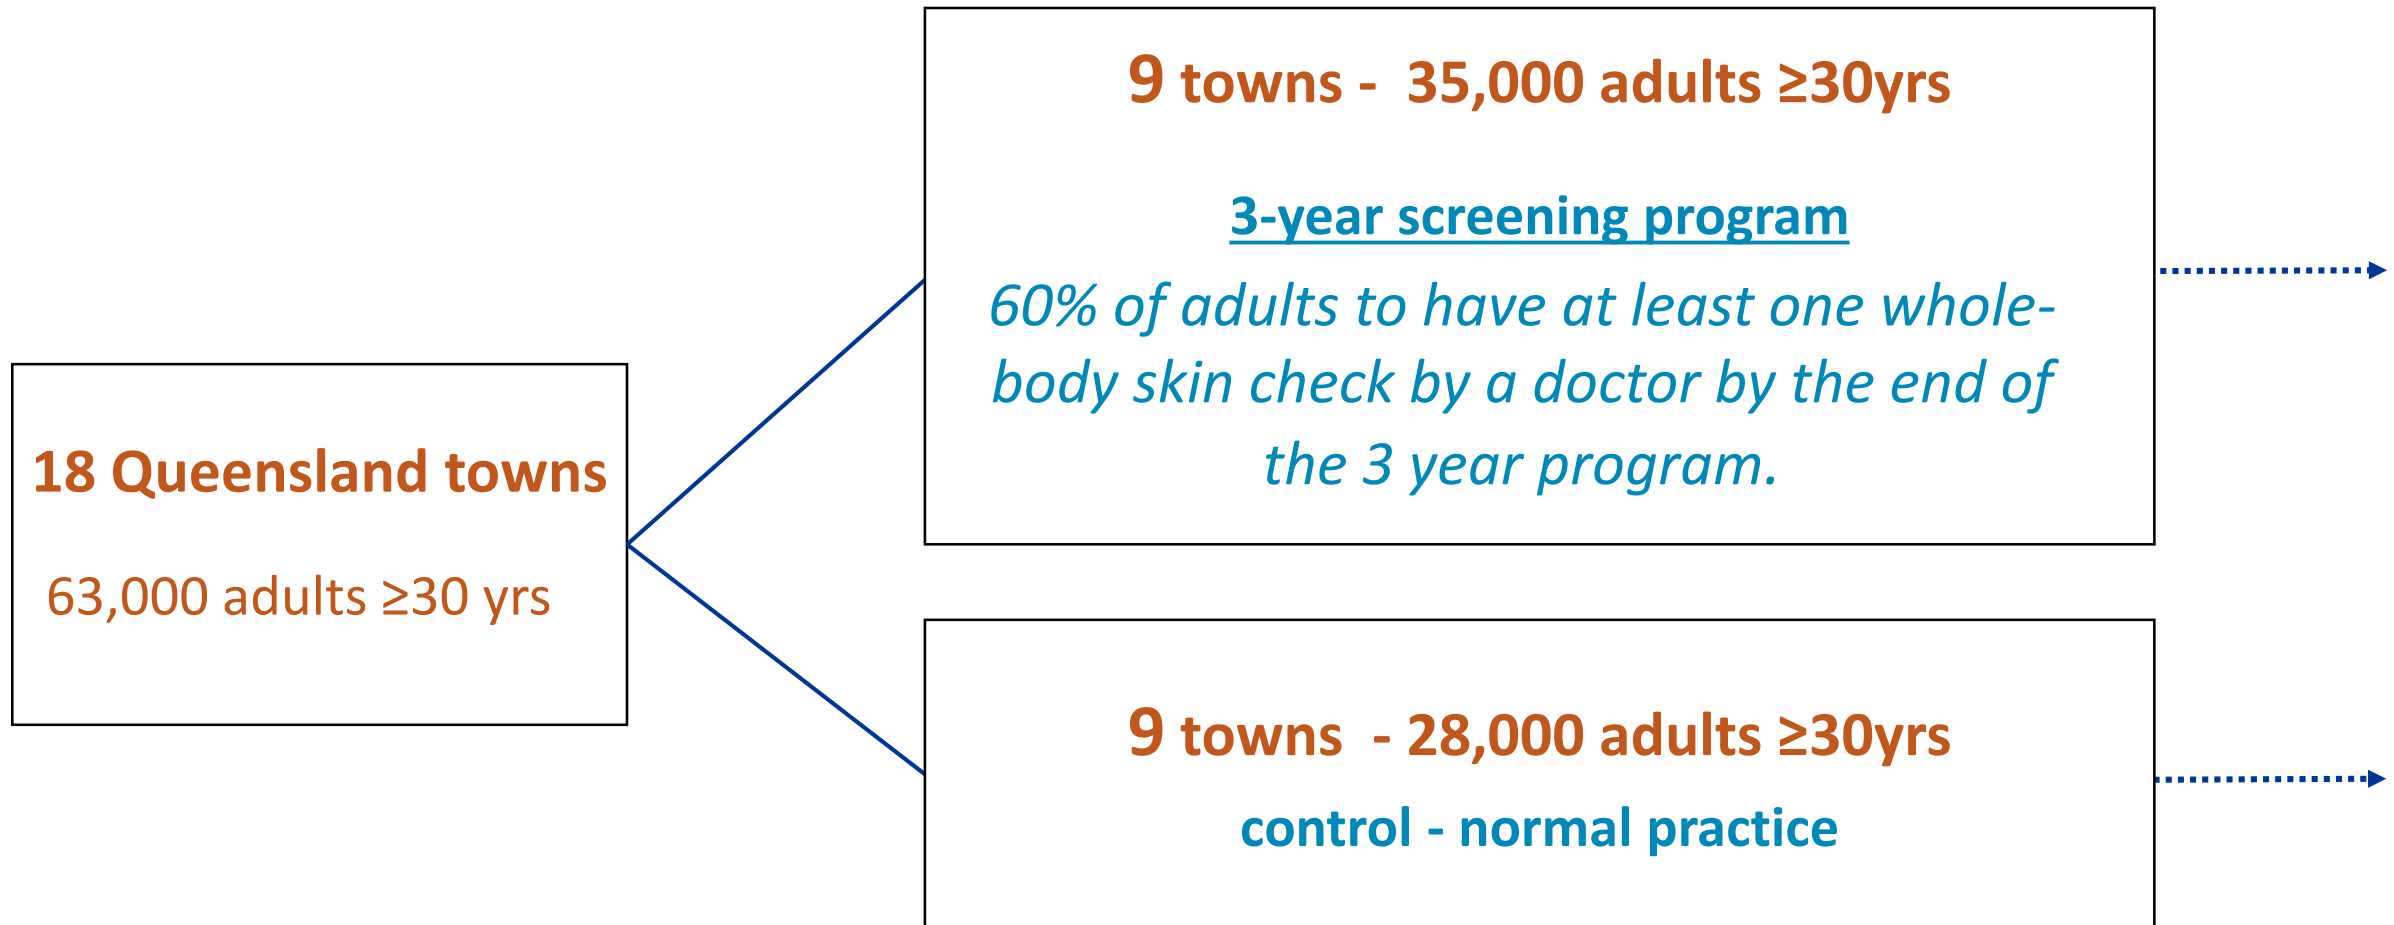 18 Queensland towns
63,000 adults ≥30 yrs
9 towns - 35,000 adults ≥30yrs
3-year screening program
60% of adults to have at least one whole-
body skin check by a doctor by the end of
the 3 year program.
9 towns - 28,000 adults ≥30yrs
control - normal practice